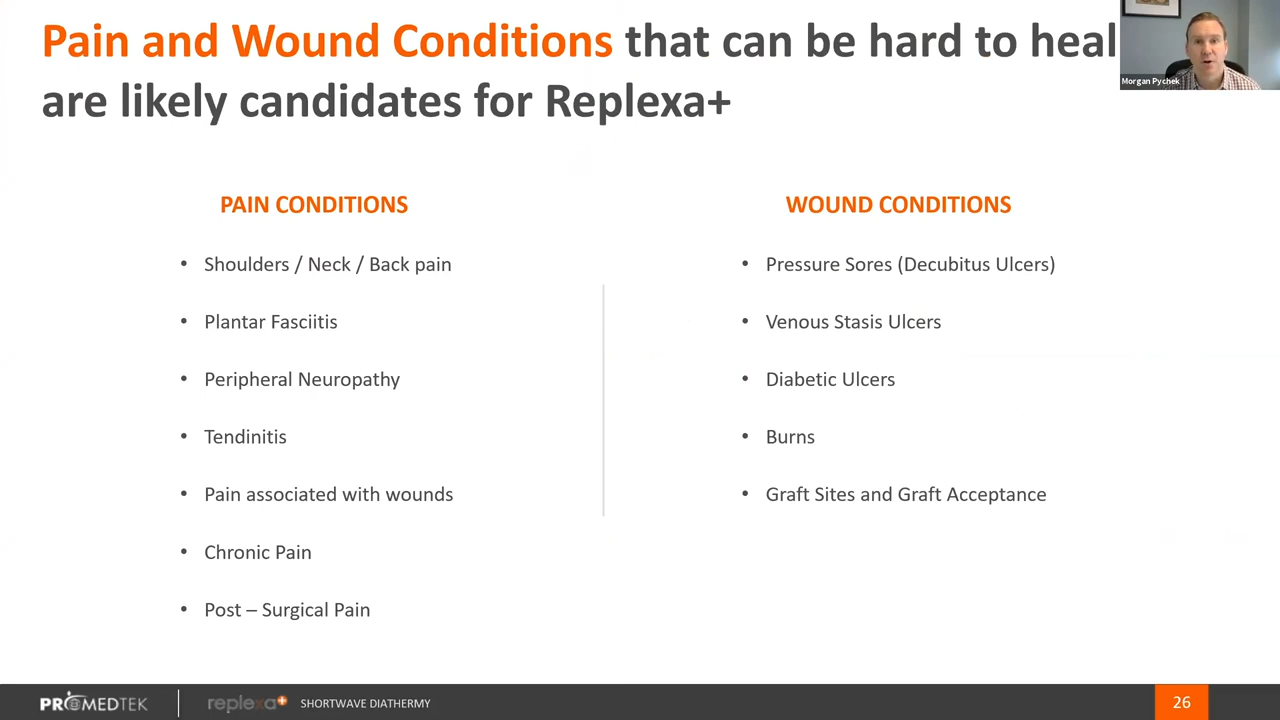 Pain and Wound Conditions that can be hard to heal
are likely candidates for Replexa+
Morgan Pychek
PAIN CONDITIONS
• Shoulders / Neck / Back pain
• Plantar Fasciitis
• Peripheral Neuropathy
• Tendinitis
• Pain associated with wounds
• Chronic Pain
• Post – Surgical Pain
WOUND CONDITIONS
• Pressure Sores (Decubitus Ulcers)
• Venous Stasis Ulcers
• Diabetic Ulcers
• Burns
• Graft Sites and Graft Acceptance
PROMEDTEK
replexa+
SHORTWAVE DIATHERMY
26